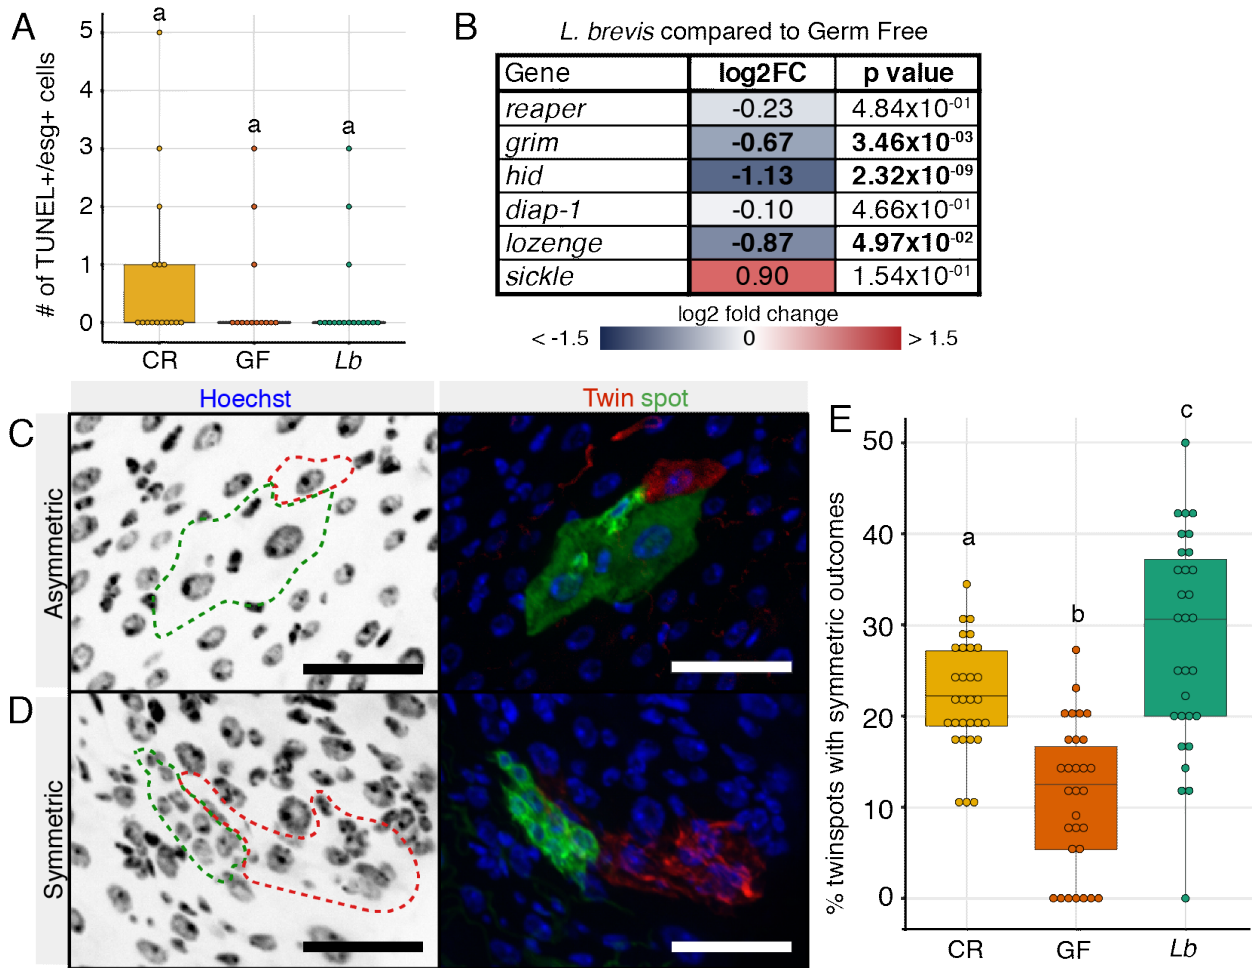 A
# of TUNEL+/esg+ cells
5
4
3
2
1
0
a
a
a
CR
GF
Lb
B
L. brevis compared to Germ Free
Gene log2FC p value
reaper -0.23 4.84x10-01
grim -0.67 3.46x10-03
hid -1.13 2.32x10-09
diap-1 -0.10 4.66x10-01
lozenge -0.87 4.97x10-02
sickle 0.90 1.54x10-01
log2 fold change
< -1.5 0 > 1.5
Hoechst
Twin spot
C
Asymmetric
D
Symmetric
E
% twinspots with symmetric outcomes
50
40
30
20
10
0
a
b
c
CR
GF
Lb